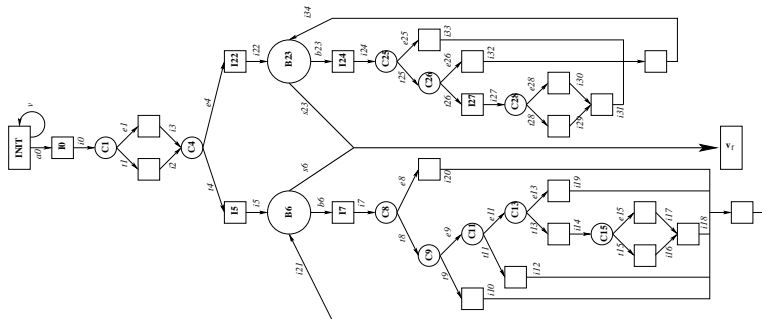 INIT
v
a0
I0
i0
C1
e1
t1
i3
i2
C4
e4
t4
I22
i22
B23
i34
b23
I24
i24
C25
e25
i33
t25
C26
e26
i32
t26
I27
i27
C28
e28
i30
t28
i29
i31
s23
s6
v f
I5
i5
B6
i21
b6
I7
i7
C8
e8
i20
t8
C9
e9
t9
i10
C11
e11
t11
i12
C13
e13
i19
t13
i14
C15
e15
i17
t15
i16
i18